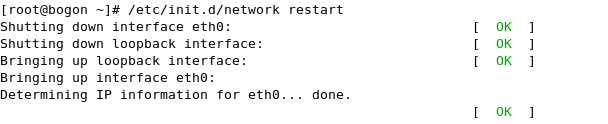 [root@bogon ~]# /etc/init.d/network restart
Shutting down interface eth0:                              [  OK  ]
Shutting down loopback interface:                          [  OK  ]
Bringing up loopback interface:                            [  OK  ]
Bringing up interface eth0:
Determining IP information for eth0... done.
                                                           [  OK  ]